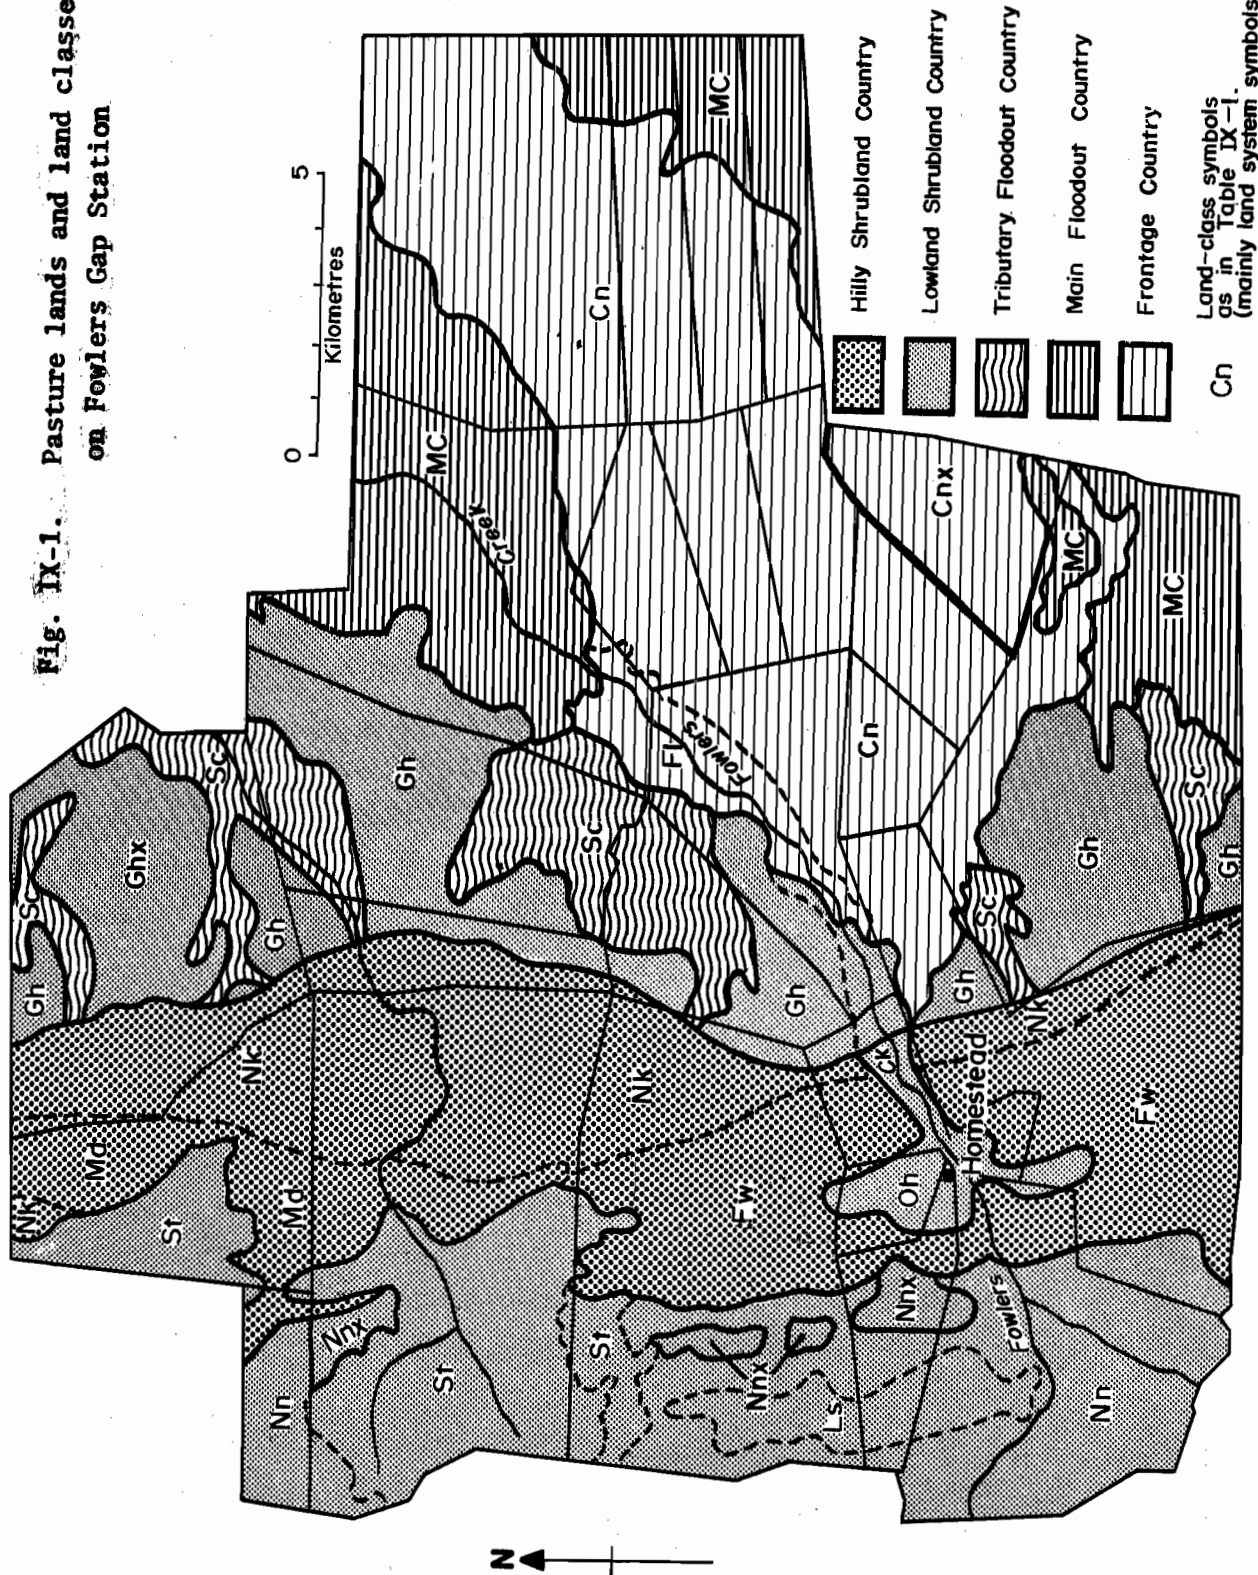 Fig. IX-1. Pasture lands and land classe
on Fowlers Gap Station
0 5
Kilometres
Hilly Shrubland Country
Lowland Shrubland Country
Tributary Floodout Country
Main Floodout Country
Frontage Country
Cn
Land-class symbols
as in Table IX-1.
(mainly land system symbols
N
MC
Cn
MC
Creek
Cnx
MC
MC
Gh
Sc
Ghx
Sc
Gh
Gh
Sc
Fl
Fowlers
Cn
Gh
Sc
Gh
Sc
Gh
Gh
Nk
Md
Nk
St
Md
Nk
Nk
Ck
Homestead
Oh
Fw
Fw
Nn
Nnx
St
St
Nnx
Ls
Nnx
Fowlers
Nn